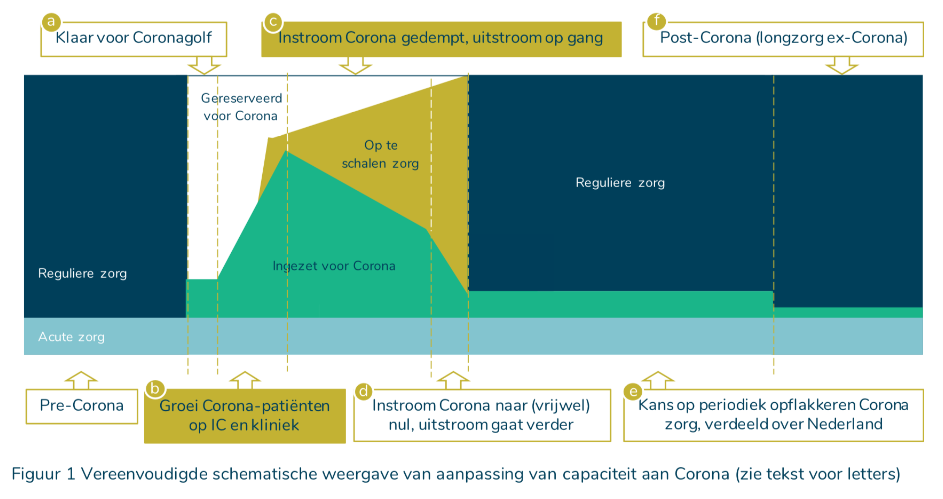 a
Klaar voor Coronagolf
c
Instroom Corona gedempt, uitstroom op gang
f
Post-Corona (longzorg ex-Corona)
Gereserveerd
voor Corona
Op te
schalen zorg
Reguliere zorg
Reguliere zorg
Ingezet voor Corona
Acute zorg
Pre-Corona
b
Groei Corona-patiënten
op IC en kliniek
d
Instroom Corona naar (vrijwel)
nul, uitstroom gaat verder
e
Kans op periodiek opflakkeren Corona
zorg, verdeeld over Nederland
Figuur 1 Vereenvoudigde schematische weergave van aanpassing van capaciteit aan Corona (zie tekst voor letters)